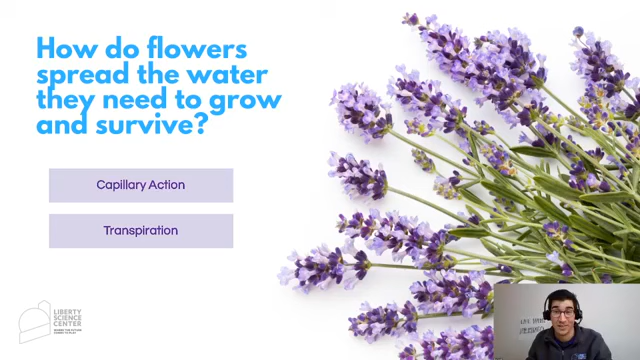 How do flowers
spread the water
they need to grow
and survive?
Capillary Action
Transpiration
LIBERTY
SCIENCE
CENTER